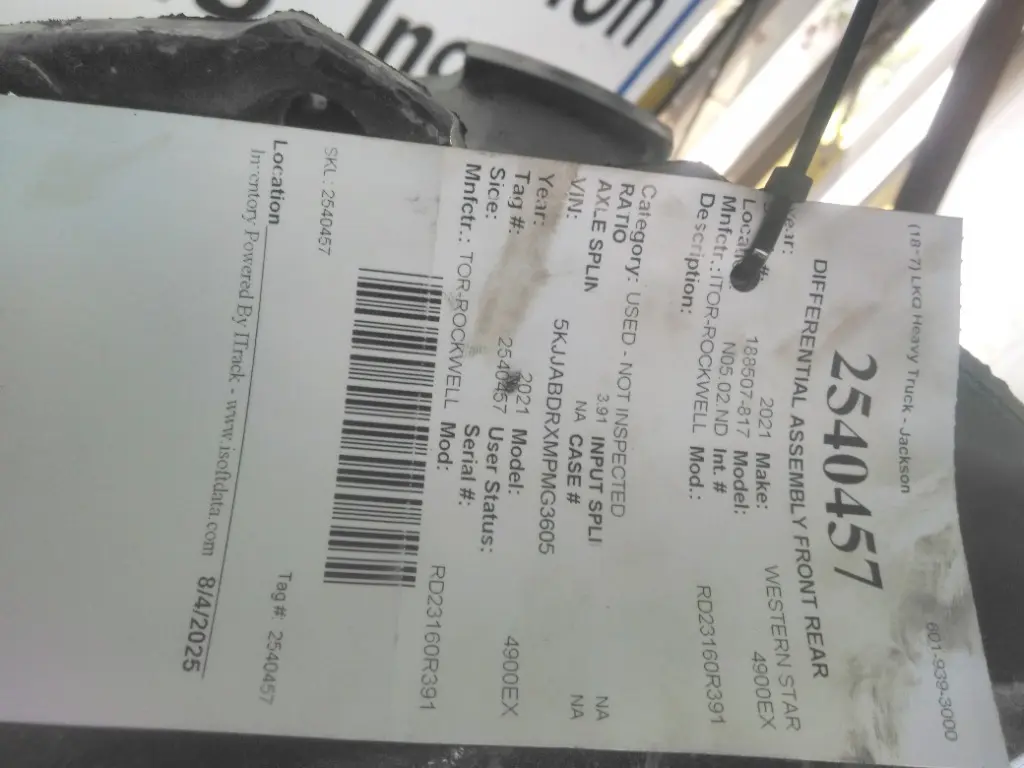 (18~7) LKQ Heavy Truck - Jackson 601-939-3000
2540457
DIFFERENTIAL ASSEMBLY FRONT REAR
Year: 2021 Make: WESTERN STAR
188507-817 Model: 4900EX
Locati N05.02.ND Int.#
Mnfctr.: TOR-ROCKWELL Mod.: RD23160R391
Description:
Category: USED - NOT INSPECTED
RATIO 3.91 INPUT SPLI NA
AXLE SPLIN NA CASE # NA
VIN: 5KJJABDRXMPMG3605
Year: 2021 Model: 4900EX
Tag #: 2540457 User Status:
Sice: Serial #:
Mnfctr.: TOR-ROCKWELL Mod: RD23160R391
SKL: 2540457 Tag#: 2540457
Location
Inventory Powered By ITrack - www.isoftdata.com 8/4/2025
Inc